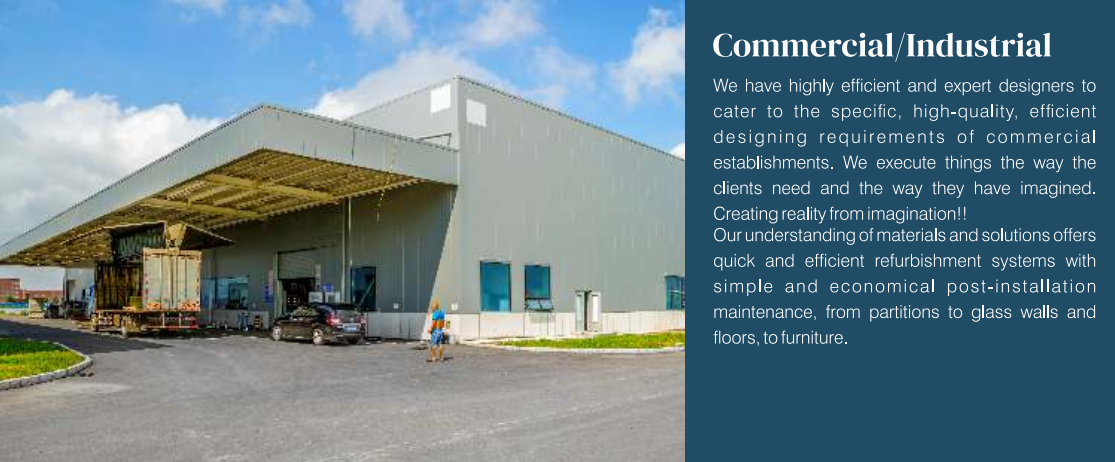 Commercial/Industrial
We have highly efficient and expert designers to
cater to the specific, high-quality, efficient
designing requirements of commercial
establishments. We execute things the way the
clients need and the way they have imagined.
Creating reality from imagination!!
Our understanding of materials and solutions offers
quick and efficient refurbishment systems with
simple and economical post-installation
maintenance, from partitions to glass walls and
floors, to furniture.